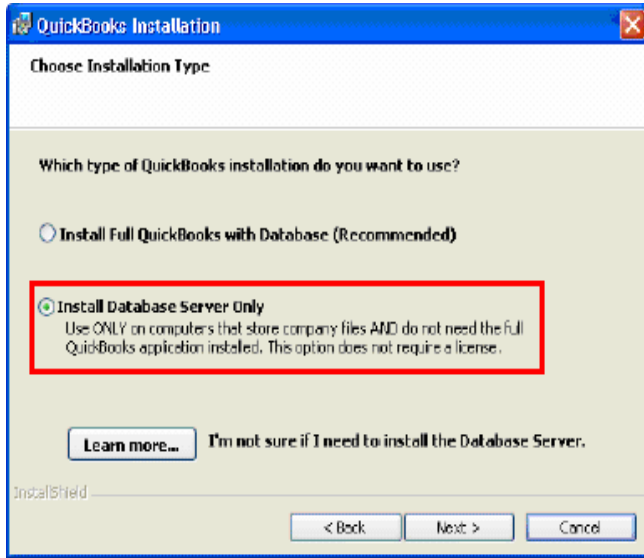 QuickBooks Installation
Choose Installation Type
Which type of QuickBooks installation do you want to use?
Install Full QuickBooks with Database (Recommended)
Install Database Server Only
Use ONLY on computers that store company files AND do not need the full
QuickBooks application installed. This option does not require a license.
Learn more... I'm not sure if I need to install the Database Server.
InstallShield
< Back Next > Cancel